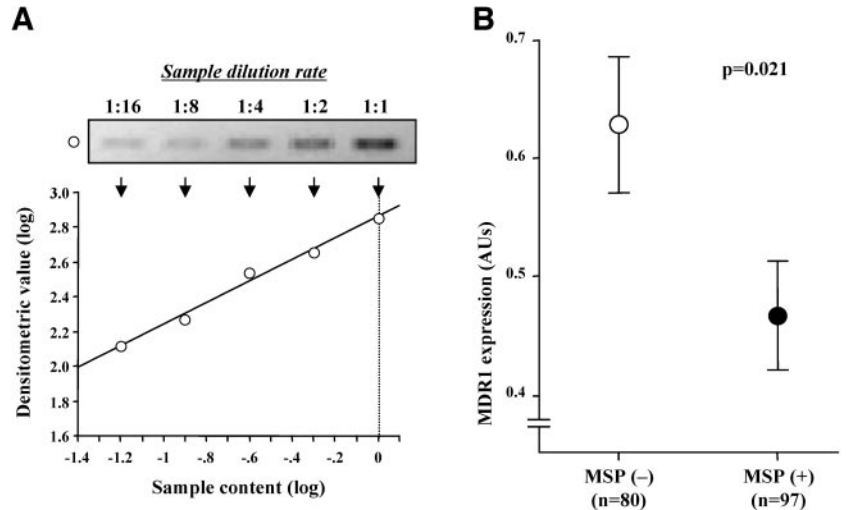 A
Sample dilution rate
1:16 1:8 1:4 1:2 1:1
3.0
2.8
2.6
2.4
2.2
2.0
1.8
1.6
Densitometric value (log)
-1.4 -1.2 -1 -.8 -.6 -.4 -.2 0
Sample content (log)
B
0.7
0.6
0.5
0.4
MDR1 expression (AUs)
p=0.021
MSP (–) MSP (+)
(n=80) (n=97)